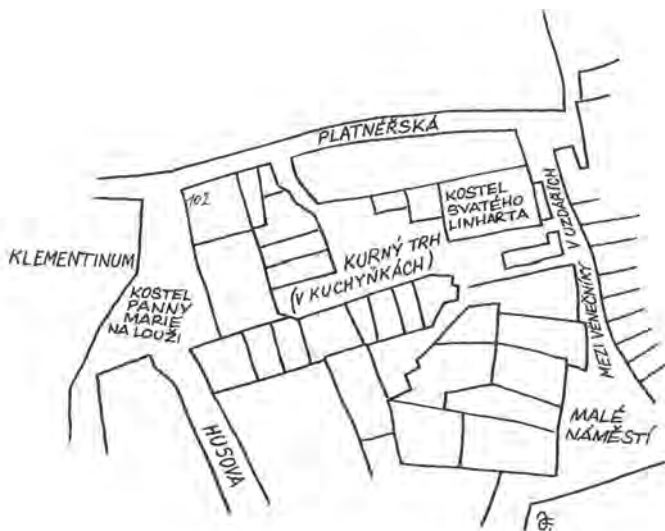 PLATNÉŘSKÁ
102
KOSTEL
SVATÉHO
LINHARTA
V UZDÁŘÍCH
KLEMENTINUM
KURNÝ TRH
(V KUCHYŇKÁCH)
KOSTEL
PANNY
MARIE
NA LOUŽI
MEZI VĚNEČNÍKY
HUSOVA
MALÉ
NÁMĚSTÍ